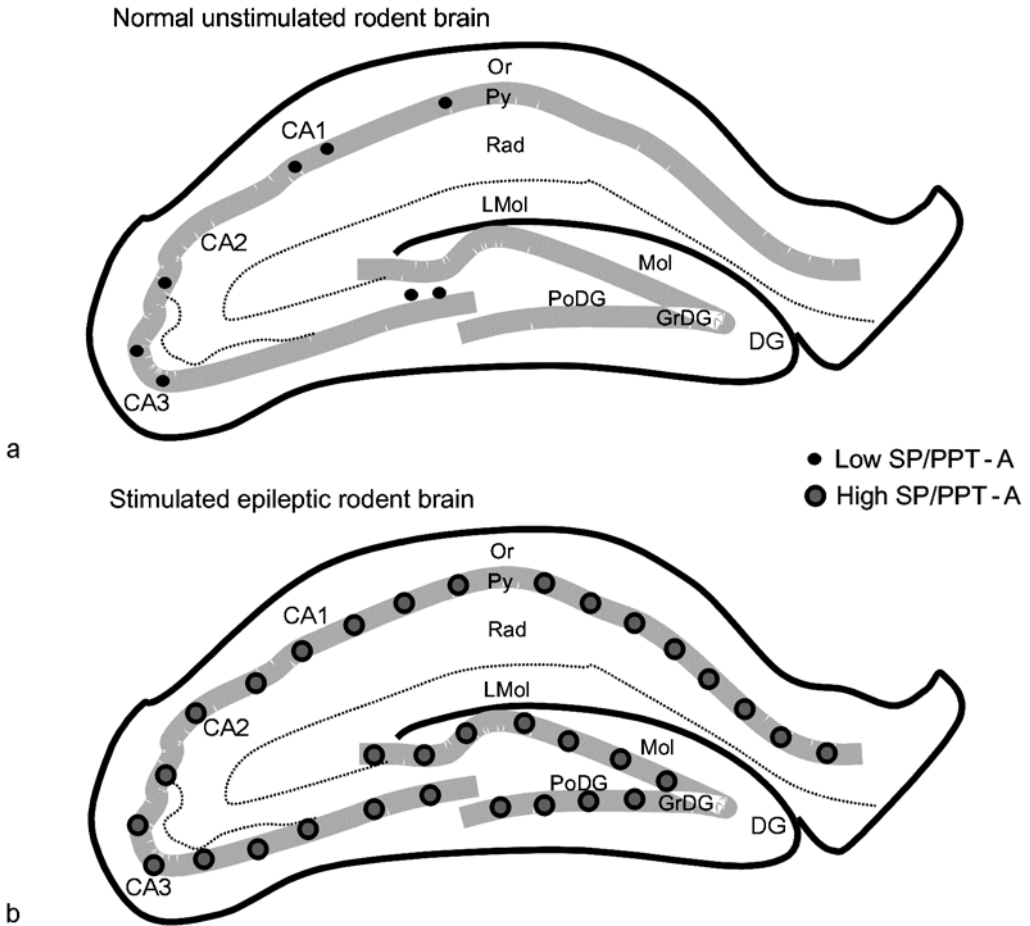 Normal unstimulated rodent brain
Or
Py
CA1
Rad
LMol
CA2
Mol
PoDG
GrDG
DG
CA3
a
Low SP/PPT - A
High SP/PPT - A
Stimulated epileptic rodent brain
Or
Py
CA1
Rad
LMol
CA2
Mol
PoDG
GrDG
DG
CA3
b